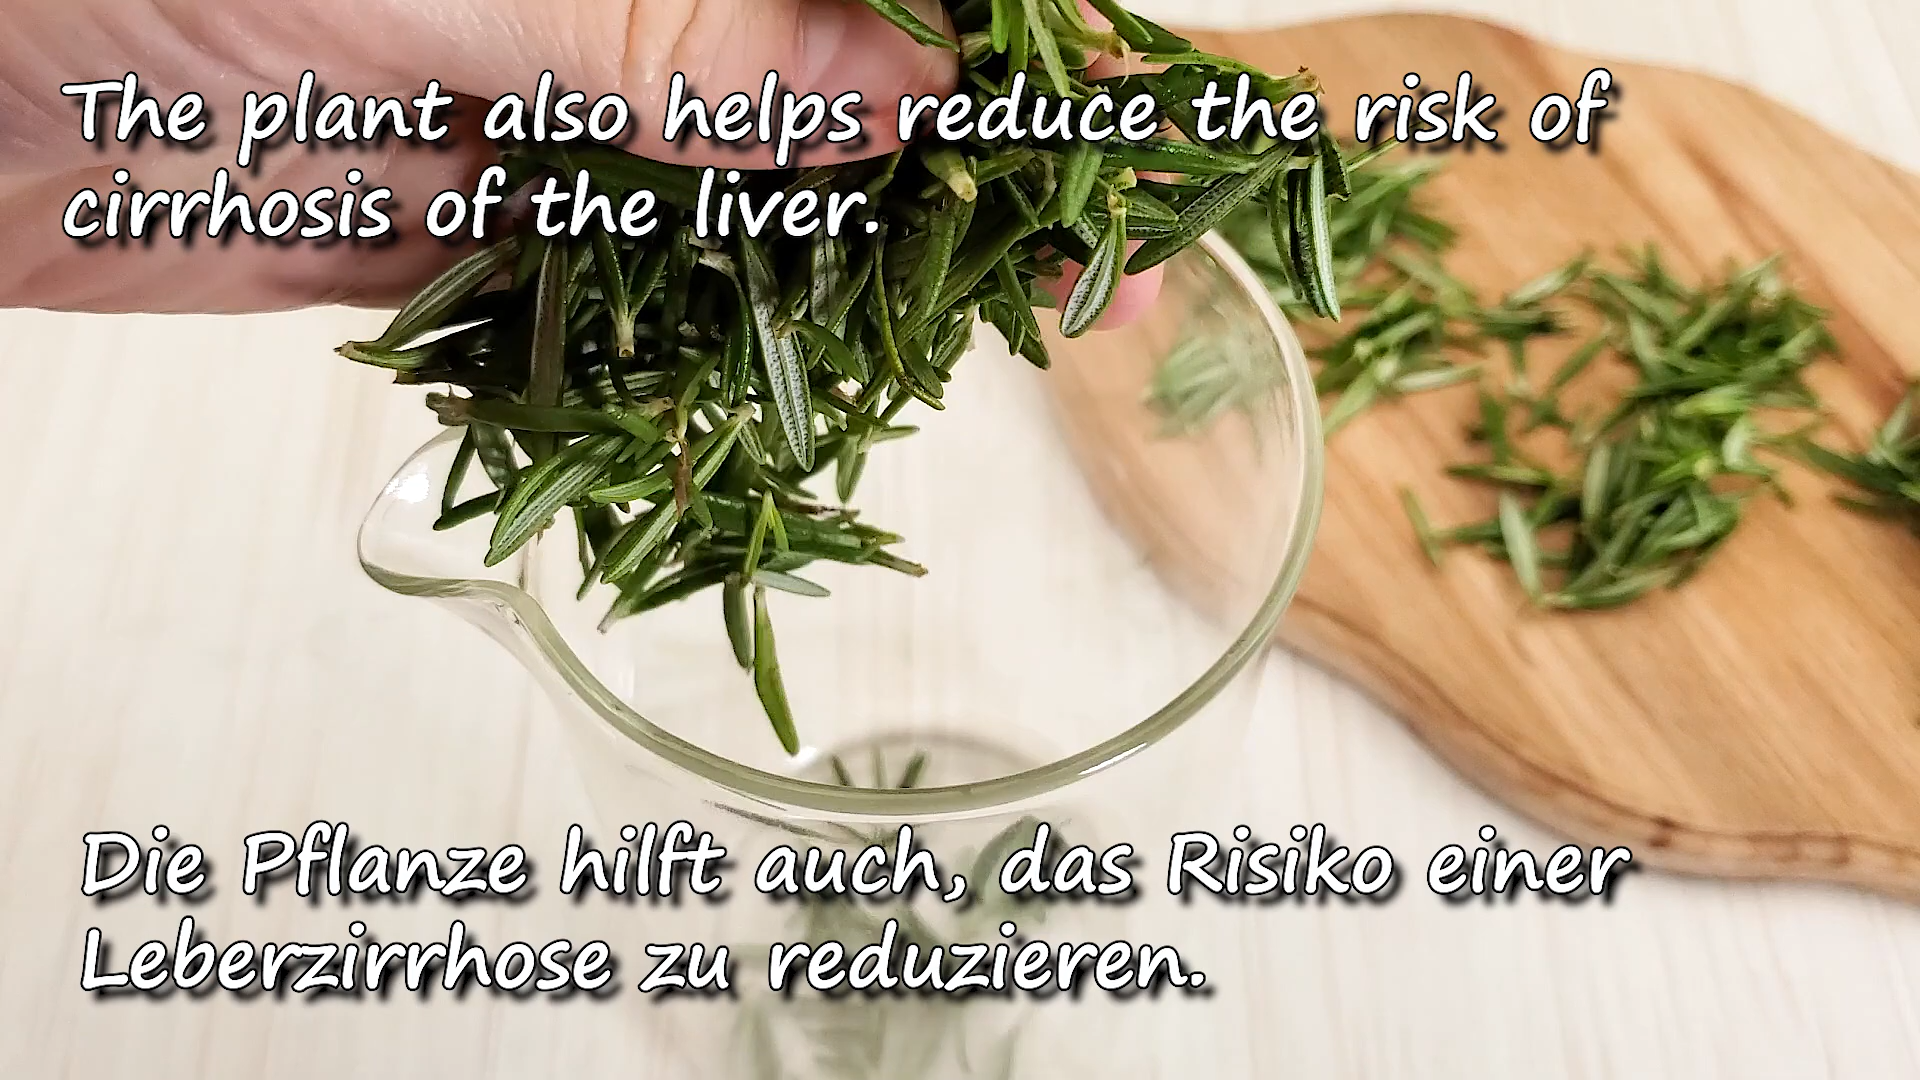 The plant also helps reduce the risk of
cirrhosis of the liver.
Die Pflanze hilft auch, das Risiko einer
Leberzirrhose zu reduzieren.